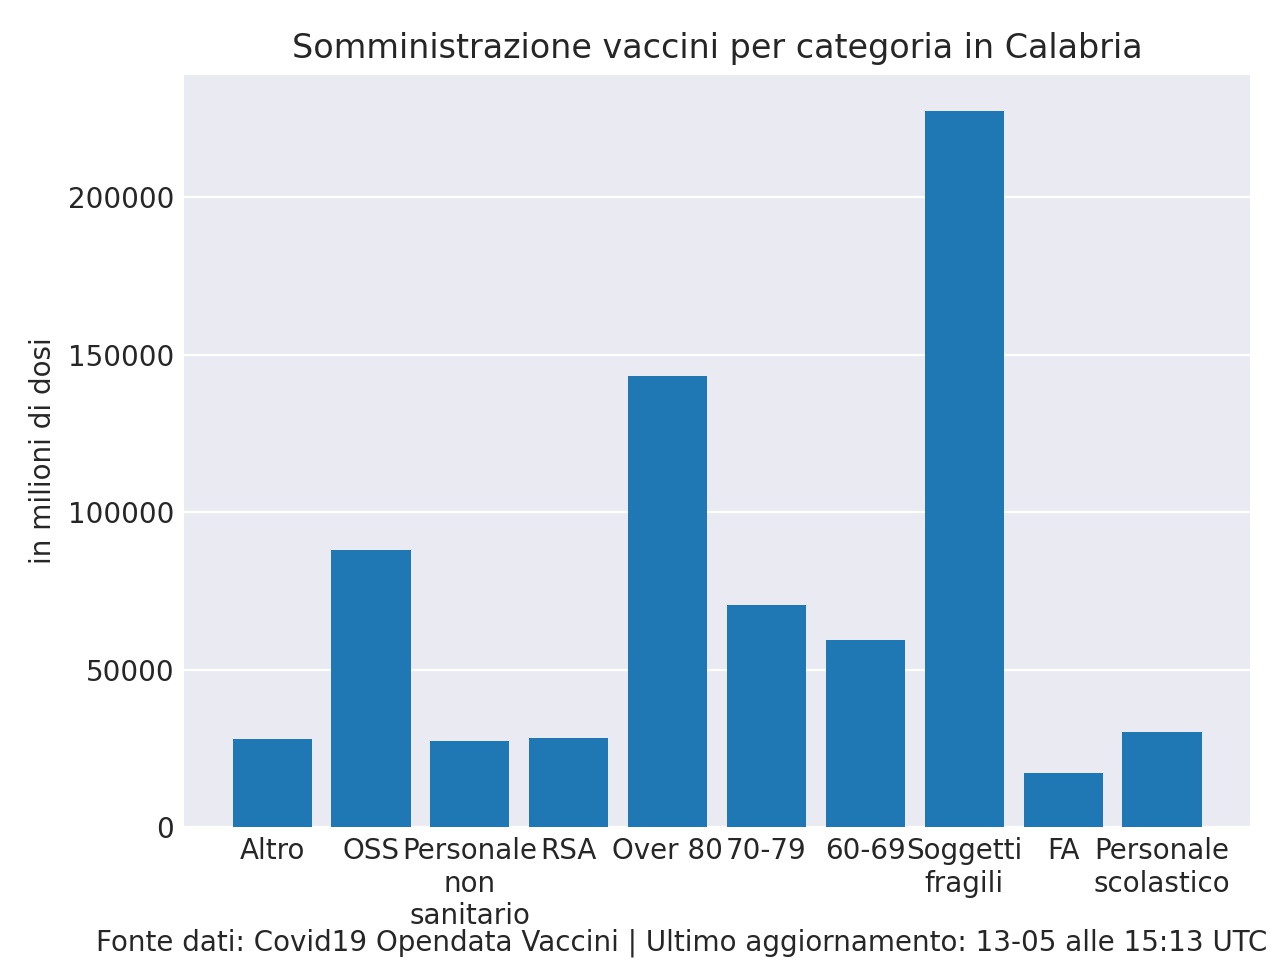 Somministrazione vaccini per categoria in Calabria
in milioni di dosi
200000
150000
100000
50000
0
Altro
OSS
Personale
non
sanitario
RSA
Over 80
70-79
60-69
Soggetti
fragili
FA
Personale
scolastico
Fonte dati: Covid19 Opendata Vaccini | Ultimo aggiornamento: 13-05 alle 15:13 UTC